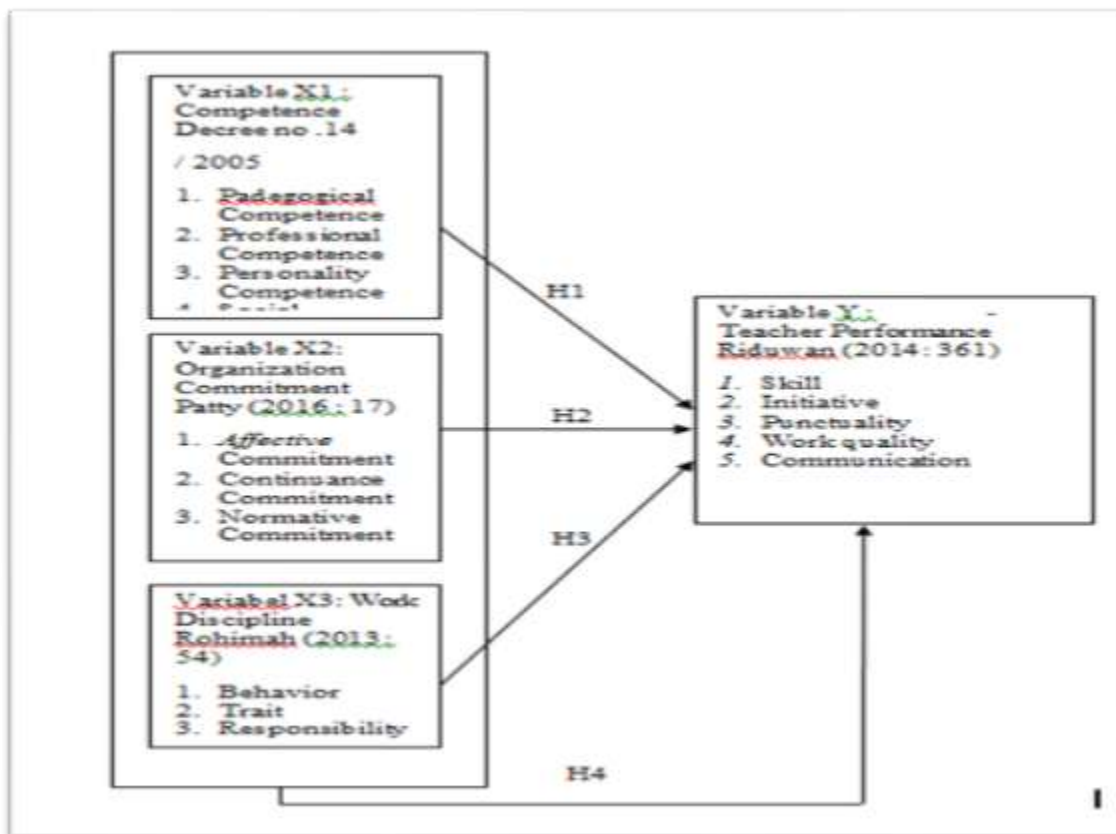 Variable X1 :
Competence
Decree no .14
/ 2005
1. Padegogical
Competence
2. Professional
Competence
3. Personality
Competence
Variable X2:
Organization
Commitment
Patty (2016 : 17)
1. Affective
Commitment
2. Continuance
Commitment
3. Normative
Commitment
Variabel X3: Work
Discipline
Rohimah (2013 :
54)
1. Behavior
2. Trait
3. Responsibility
H1
H2
H3
H4
Variable Y : -
Teacher Performance
Riduwan (2014 : 361)
1. Skill
2. Initiative
3. Punctuality
4. Work quality
5. Communication